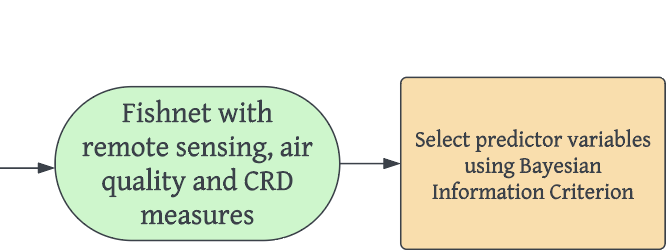 Fishnet with
remote sensing, air
quality and CRD
measures
Select predictor variables
using Bayesian
Information Criterion